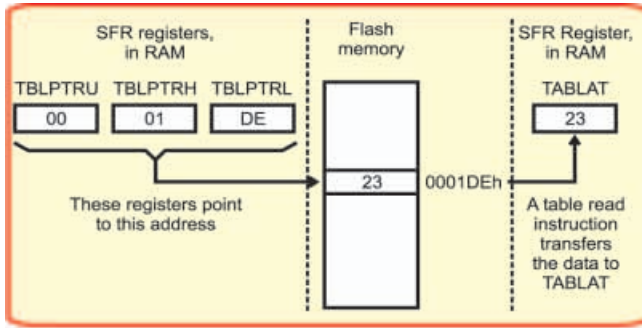 SFR registers,
in RAM
TBLPTRU TBLPTRH TBLPTRL
00 01 DE
These registers point
to this address
Flash
memory
23 0001DEh
SFR Register,
in RAM
TABLAT
23
A table read
instruction
transfers
the data to
TABLAT